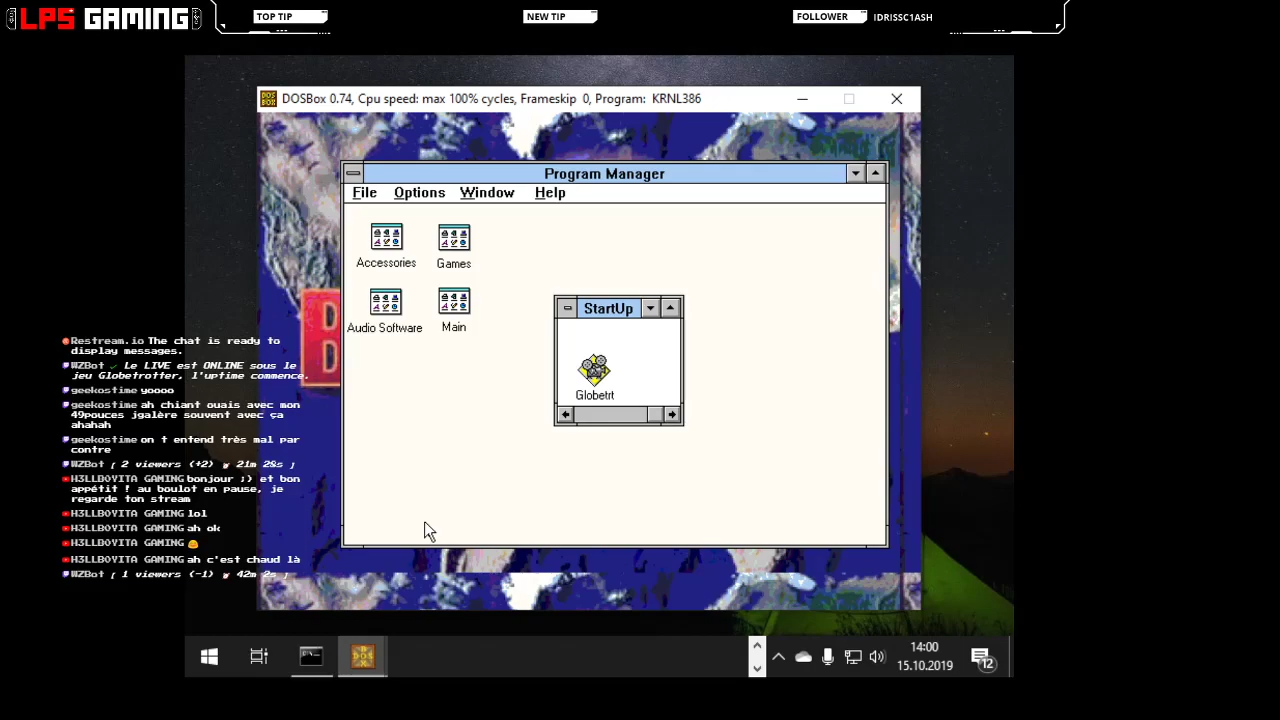 LPS GAMING
TOP TIP
NEW TIP
FOLLOWER
IDRISSC1ASH
DOSBox 0.74, Cpu speed: max 100% cycles, Frameskip 0, Program: KRNL386
Program Manager
File Options Window Help
Accessories
Games
Audio Software
Main
StartUp
Globetrt
Restream.io The chat is ready to
display messages.
WZBot ✓ Le LIVE est ONLINE sous le
jeu Globetrotter, l'uptime commence.
geekostime yoooo
geekostime ah chiant ouais avec mon
49pouces jgalère souvent avec ça
ahahah
geekostime on t entend très mal par
contre
WZBot 2 viewers (+2) 21m 28s
H3LLBOYITA GAMING bonjour ;) et bon
appétit ! au boulot en pause, je
regarde ton stream
H3LLBOYITA GAMING lol
H3LLBOYITA GAMING ah ok
H3LLBOYITA GAMING
H3LLBOYITA GAMING ah c'est chaud là
WZBot 1 viewers (-1) 42m 2s
14:00
15.10.2019
12